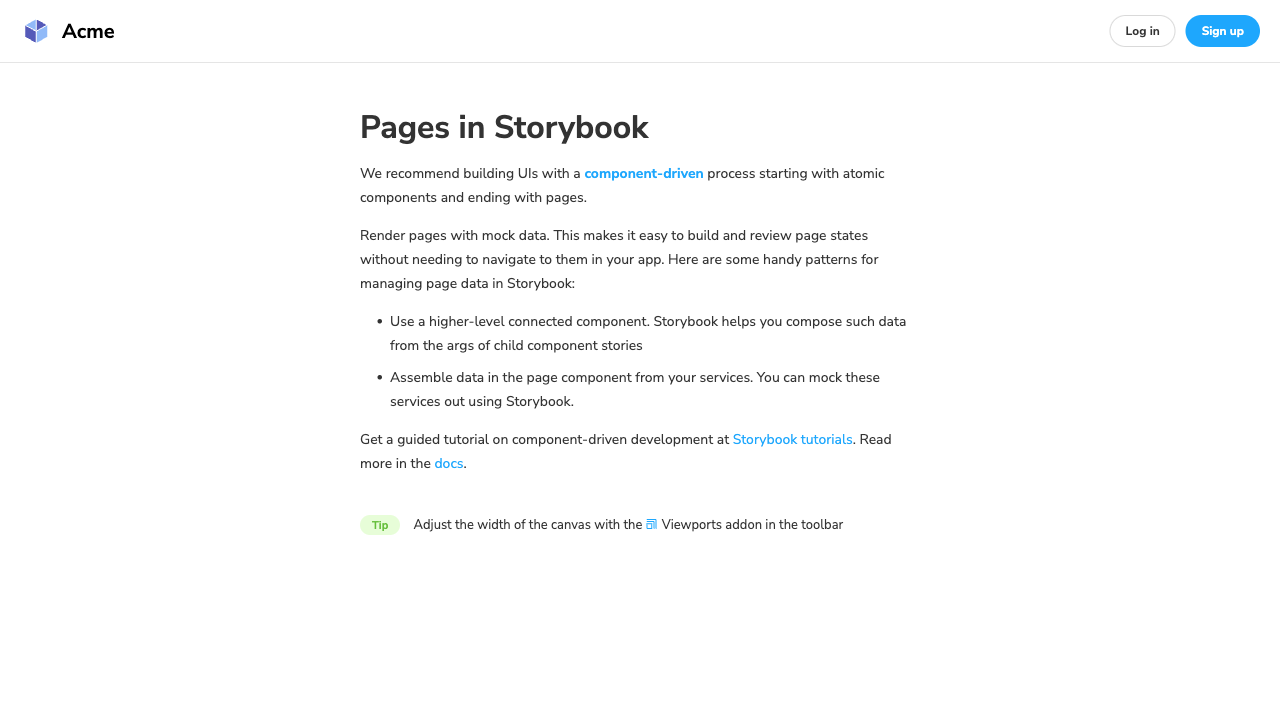 Acme
Log in
Sign up
Pages in Storybook
We recommend building UIs with a component-driven process starting with atomic
components and ending with pages.
Render pages with mock data. This makes it easy to build and review page states
without needing to navigate to them in your app. Here are some handy patterns for
managing page data in Storybook:
• Use a higher-level connected component. Storybook helps you compose such data
from the args of child component stories
• Assemble data in the page component from your services. You can mock these
services out using Storybook.
Get a guided tutorial on component-driven development at Storybook tutorials. Read
more in the docs.
Tip
Adjust the width of the canvas with the Viewports addon in the toolbar